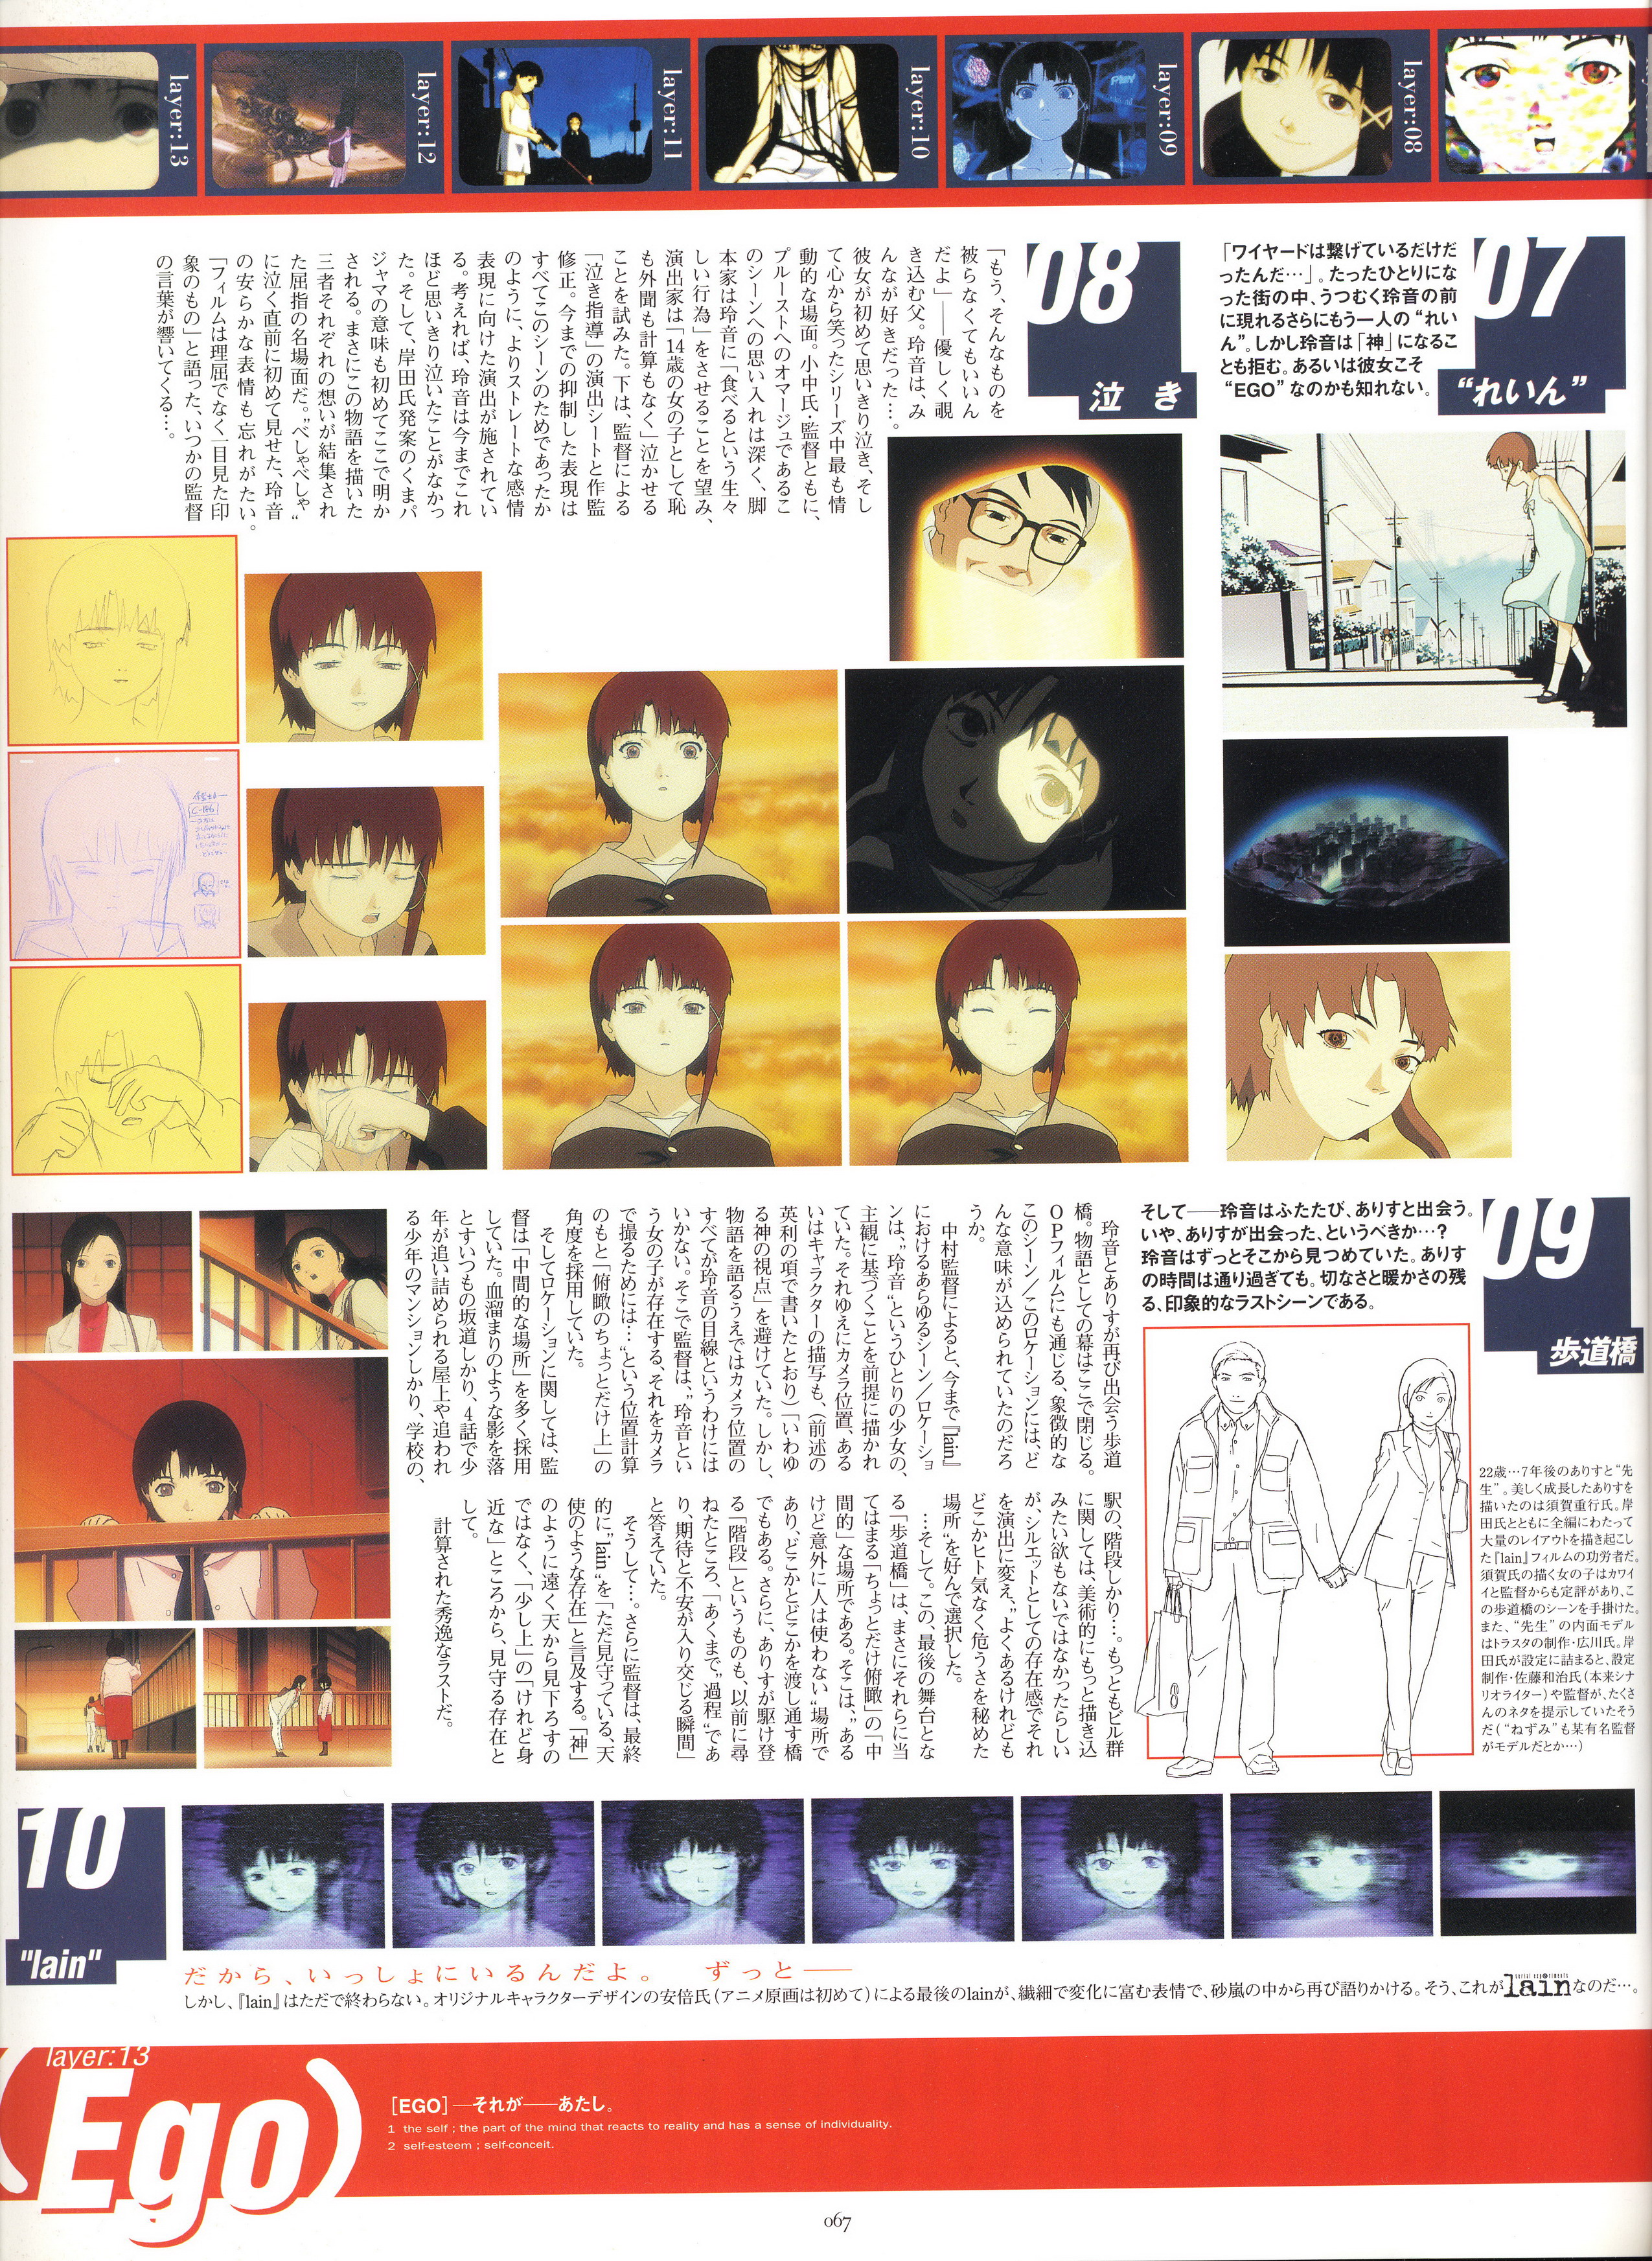 layer:08
layer:09
layer:10
layer:11
layer:12
layer:13
07
“れいん”
「ワイヤードは繋げているだけだ
ったんだ…」。たったひとりにな
った街の中、うつむく玲音の前
に現れるさらにもう一人の“れい
ん”。しかし玲音は「神」になるこ
とも拒む。あるいは彼女こそ
“EGO”なのかも知れない。
08
泣き
「もう、そんなものを
被らなくてもいいん
だよ」――優しく覗
き込む父。玲音は、み
んなが好きだった…。
彼女が初めて思いきり泣き、そし
て心から笑ったシリーズ中最も情
動的な場面。小中氏・監督ともに、
プルーストへのオマージュであるこ
のシーンへの思い入れは深く、脚
本家は玲音に「食べるという生々
しい行為」をさせることを望み、
演出家は「14歳の女の子として恥
も外聞も計算もなく」泣かせる
ことを試みた。下は、監督による
「泣き指導」の演出シートと作監
修正。今までの抑制した表現は
すべてこのシーンのためであったか
のように、よりストレートな感情
表現に向けた演出が施されてい
る。考えれば、玲音は今までこれ
ほど思いきり泣いたことがなかっ
た。そして、岸田氏発案のくまパ
ジャマの意味も初めてここで明か
される。まさにこの物語を描いた
三者それぞれの想いが結集され
た屈指の名場面だ。“べしゃべしゃ”
に泣く直前に初めて見せた、玲音
の安らかな表情も忘れがたい。
「フィルムは理屈でなく一目見た印
象のもの」と語った、いつかの監督
の言葉が響いてくる…。
C-186
09
歩道橋
そして――玲音はふたたび、ありすと出会う。
いや、ありすが出会った、というべきか…？
玲音はずっとそこから見つめていた。ありす
の時間は通り過ぎても。切なさと暖かさの残
る、印象的なラストシーンである。
22歳…7年後のありすと“先
生”。美しく成長したありすを
描いたのは須賀重行氏。岸
田氏とともに全編にわたって
大量のレイアウトを描き起こし
た『lain』フィルムの功労者だ。
須賀氏の描く女の子はカワイ
イと監督からも定評があり、こ
の歩道橋のシーンを手掛けた。
また、“先生”の内面モデル
はトラスタの制作・広川氏。岸
田氏が設定に詰まると、設定
制作・佐藤和治氏（本来シナ
リオライター）や監督が、たくさ
んのネタを提示していたそう
だ（“ねずみ”も某有名監督
がモデルだとか…）
玲音とありすが再び出会う歩道
橋。物語としての幕はここで閉じる。
OPフィルムにも通じる、象徴的な
このシーン／このロケーションには、ど
んな意味が込められていたのだろ
うか。
中村監督によると、今まで『lain』
におけるあらゆるシーン／ロケーショ
ンは、“玲音”というひとりの少女の、
主観に基づくことを前提に描かれ
ていた。それゆえにカメラ位置、ある
いはキャラクターの描写も、（前述の
英利の項で書いたとおり）「いわゆ
る神の視点」を避けていた。しかし、
物語を語るうえではカメラ位置の
すべてが玲音の目線というわけには
いかない。そこで監督は、“玲音とい
う女の子が存在する、それをカメラ
で撮るためには…”という位置計算
のもと「俯瞰のちょっとだけ上」の
角度を採用していた。
そしてロケーションに関しては、監
督は「中間的な場所」を多く採用
していた。血溜まりのような影を落
とすいつもの坂道しかり、4話で少
年が追い詰められる屋上や追われ
る少年のマンションしかり、学校の、
駅の、階段しかり…。もっともビル群
に関しては、美術的にもっと描き込
みたい欲もないではなかったらしい
が、シルエットとしての存在感でそれ
を演出に変え、“よくあるけれども
どこかヒト気なく危うさを秘めた
場所”を好んで選択した。
…そして。この、最後の舞台とな
る「歩道橋」は、まさにそれらに当
てはまる「ちょっとだけ俯瞰」の「中
間的」な場所である。そこは、“ある
けど意外に人は使わない”場所で
あり、どこかとどこかを渡し通す橋
でもある。さらに、ありすが駆け登
る「階段」というものも、以前に尋
ねたところ、「あくまで“過程”であ
り、期待と不安が入り交じる瞬間」
と答えていた。
そうして…。さらに監督は、最終
的に“lain”を「ただ見守っている、天
使のような存在」と言及する。「神」
のように遠く天から見下ろすの
ではなく、「少し上」の「けれど身
近な」ところから、見守る存在と
して。
計算された秀逸なラストだ。
10
"lain"
だから、いっしょにいるんだよ。　ずっと――
しかし、『lain』はただで終わらない。オリジナルキャラクターデザインの安倍氏（アニメ原画は初めて）による最後のlainが、繊細で変化に富む表情で、砂嵐の中から再び語りかける。そう、これがlainなのだ…。
layer:13
(Ego)
［EGO］―それが――あたし。
1 the self ; the part of the mind that reacts to reality and has a sense of individuality.
2 self-esteem ; self-conceit.
067